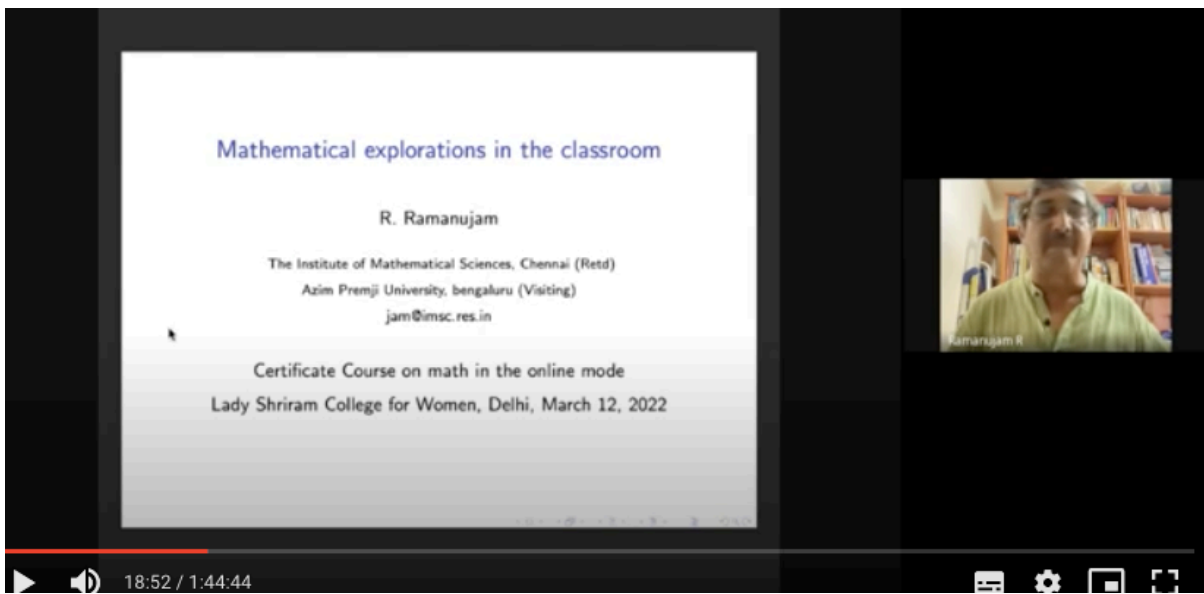 Mathematical explorations in the classroom
R. Ramanujam
The Institute of Mathematical Sciences, Chennai (Retd)
Azim Premji University, bengaluru (Visiting)
jam@imsc.res.in
Certificate Course on math in the online mode
Lady Shriram College for Women, Delhi, March 12, 2022
Ramanujam R
18:52 / 1:44:44